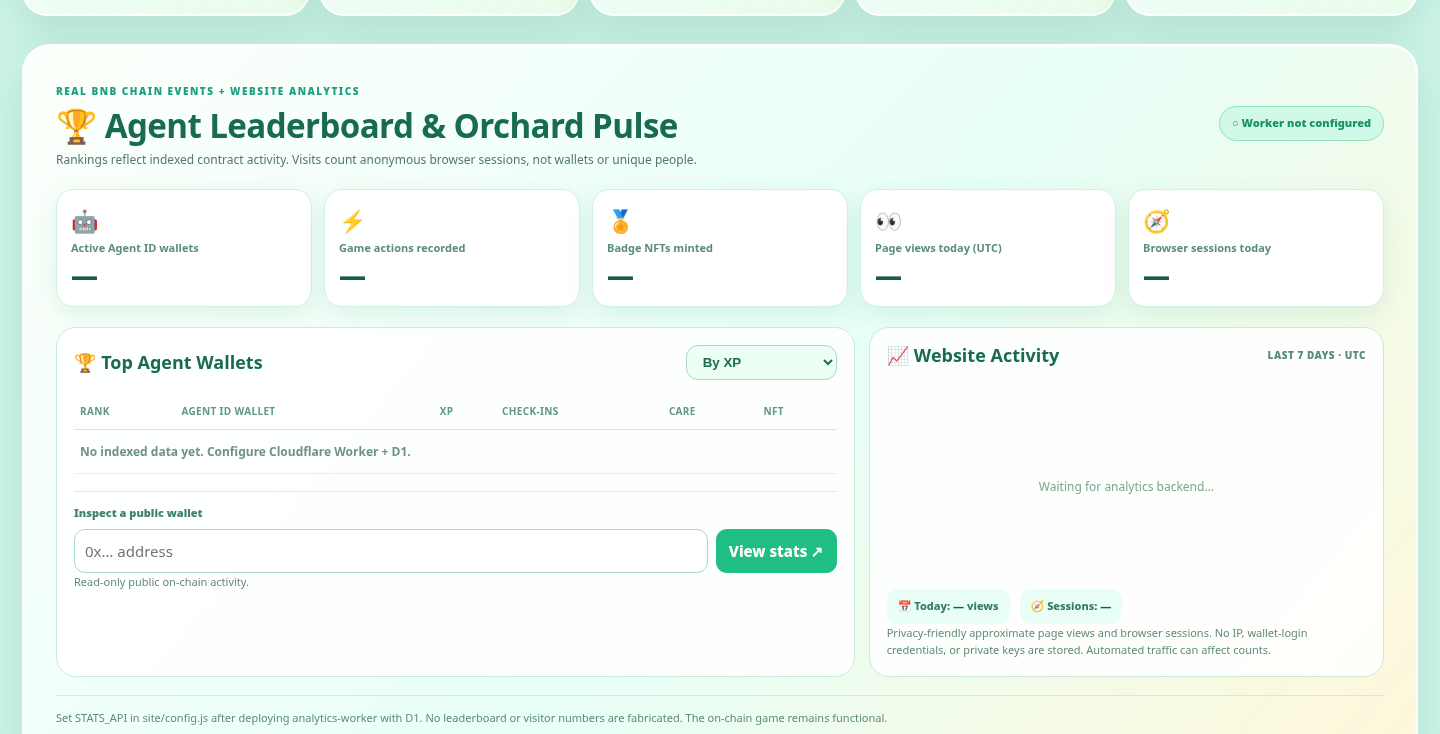 REAL BNB CHAIN EVENTS + WEBSITE ANALYTICS
🏆 Agent Leaderboard & Orchard Pulse
○ Worker not configured
Rankings reflect indexed contract activity. Visits count anonymous browser sessions, not wallets or unique people.
🤖
Active Agent ID wallets
—
⚡
Game actions recorded
—
🏅
Badge NFTs minted
—
👀
Page views today (UTC)
—
🧭
Browser sessions today
—
🏆 Top Agent Wallets
By XP
RANK AGENT ID WALLET XP CHECK-INS CARE NFT
No indexed data yet. Configure Cloudflare Worker + D1.
Inspect a public wallet
0x... address
View stats ↗
Read-only public on-chain activity.
📈 Website Activity
LAST 7 DAYS · UTC
Waiting for analytics backend...
📅 Today: — views
🧭 Sessions: —
Privacy-friendly approximate page views and browser sessions. No IP, wallet-login
credentials, or private keys are stored. Automated traffic can affect counts.
Set STATS_API in site/config.js after deploying analytics-worker with D1. No leaderboard or visitor numbers are fabricated. The on-chain game remains functional.